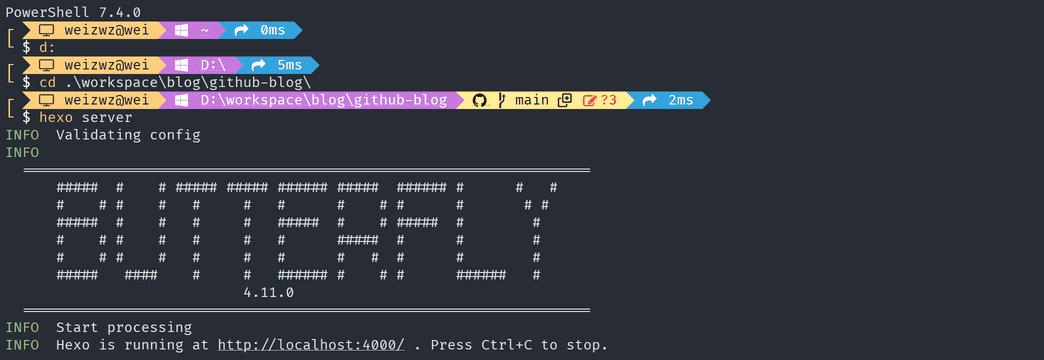 PowerShell 7.4.0
weizwz@wei ~ 0ms
$ d:
weizwz@wei D:\ 5ms
$ cd .\workspace\blog\github-blog\
weizwz@wei D:\workspace\blog\github-blog main ?3 2ms
$ hexo server
INFO Validating config
INFO
BUTTERFLY
4.11.0
INFO Start processing
INFO Hexo is running at http://localhost:4000/ . Press Ctrl+C to stop.